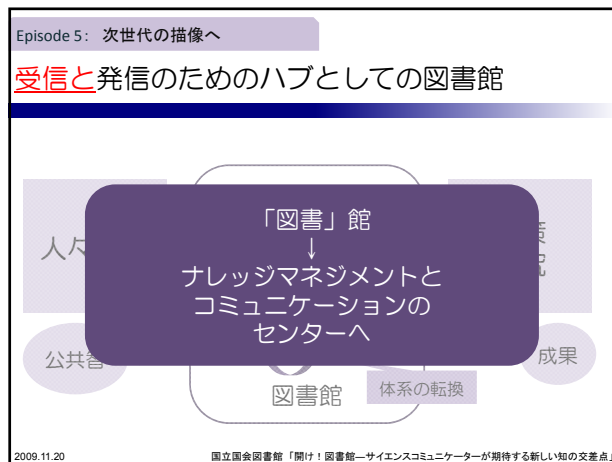 Episode 5： 次世代の描像へ
受信と発信のためのハブとしての図書館
「図書」館
↓
ナレッジマネジメントと
コミュニケーションの
センターへ
人々
公共
成果
図書館
体系の転換
2009.11.20
国立国会図書館「開け！図書館―サイエンスコミュニケーターが期待する新しい知の交差点」